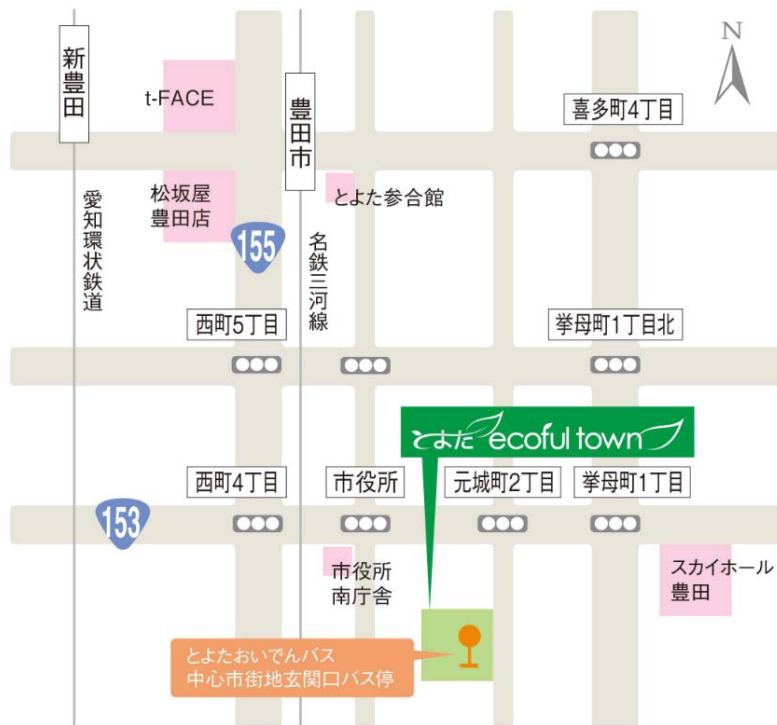 N
新豊田
t-FACE
豊田市
喜多町4丁目
松坂屋
豊田店
とよた参合館
愛知環状鉄道
155
名鉄三河線
西町5丁目
挙母町1丁目北
とよた ecoful town
西町4丁目
市役所
元城町2丁目
挙母町1丁目
153
市役所
南庁舎
スカイホール
豊田
とよたおいでんバス
中心市街地玄関口バス停